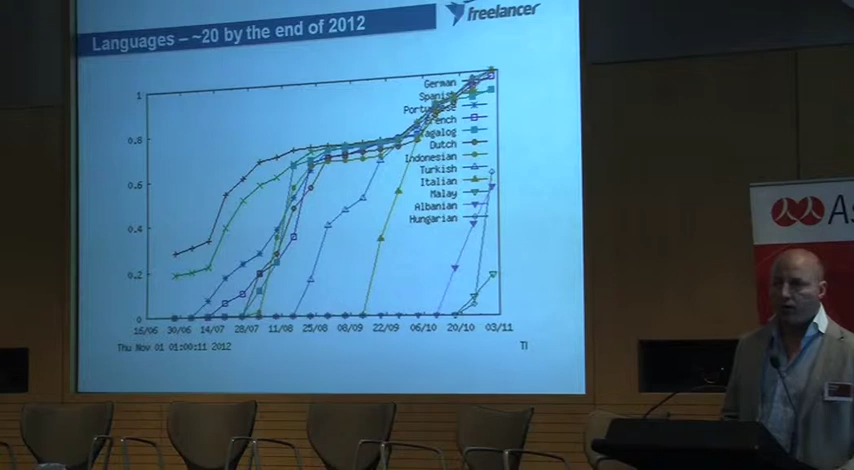 Languages – ~20 by the end of 2012
freelancer
1
0.8
0.6
0.4
0.2
0
German
Spanish
Portuguese
French
Tagalog
Dutch
Indonesian
Turkish
Italian
Malay
Albanian
Hungarian
16/06 30/06 14/07 28/07 11/08 25/08 08/09 22/09 06/10 20/10 03/11
Thu Nov 01 01:00:11 2012